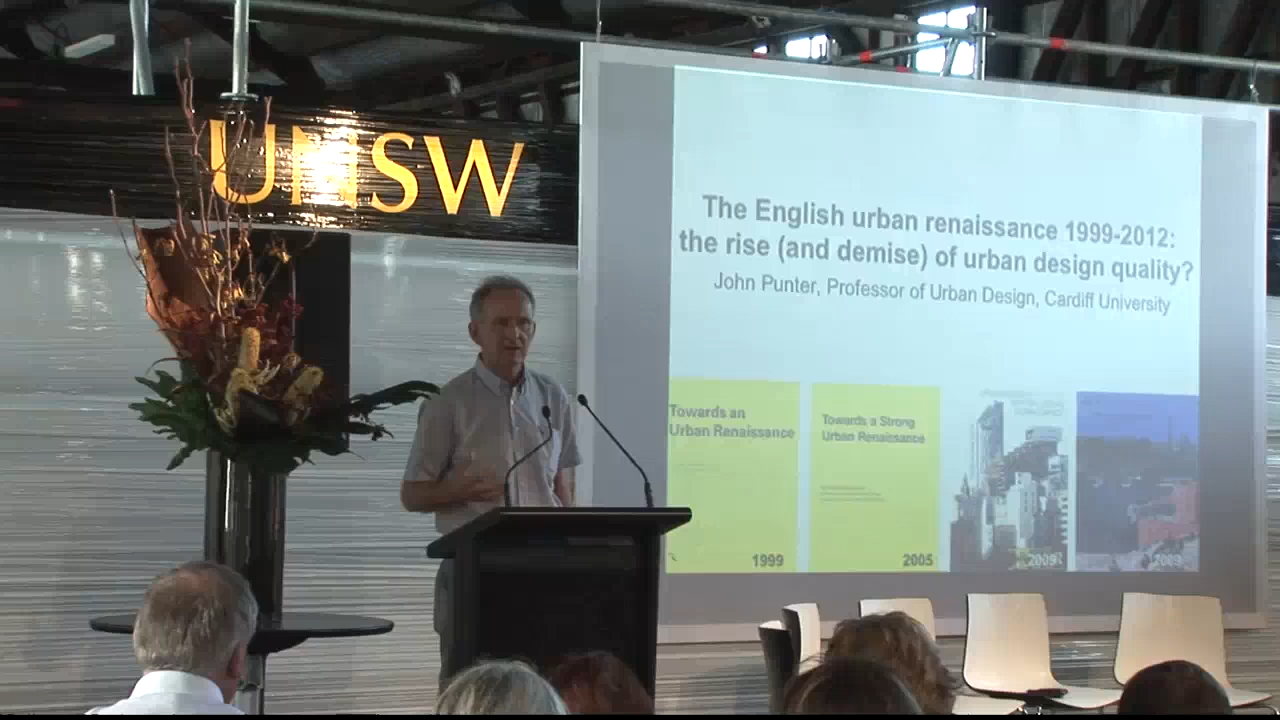 UNSW
The English urban renaissance 1999-2012:
the rise (and demise) of urban design quality?
John Punter, Professor of Urban Design, Cardiff University
Towards an
Urban Renaissance
1999
Towards a Strong
Urban Renaissance
2005
2009
2009